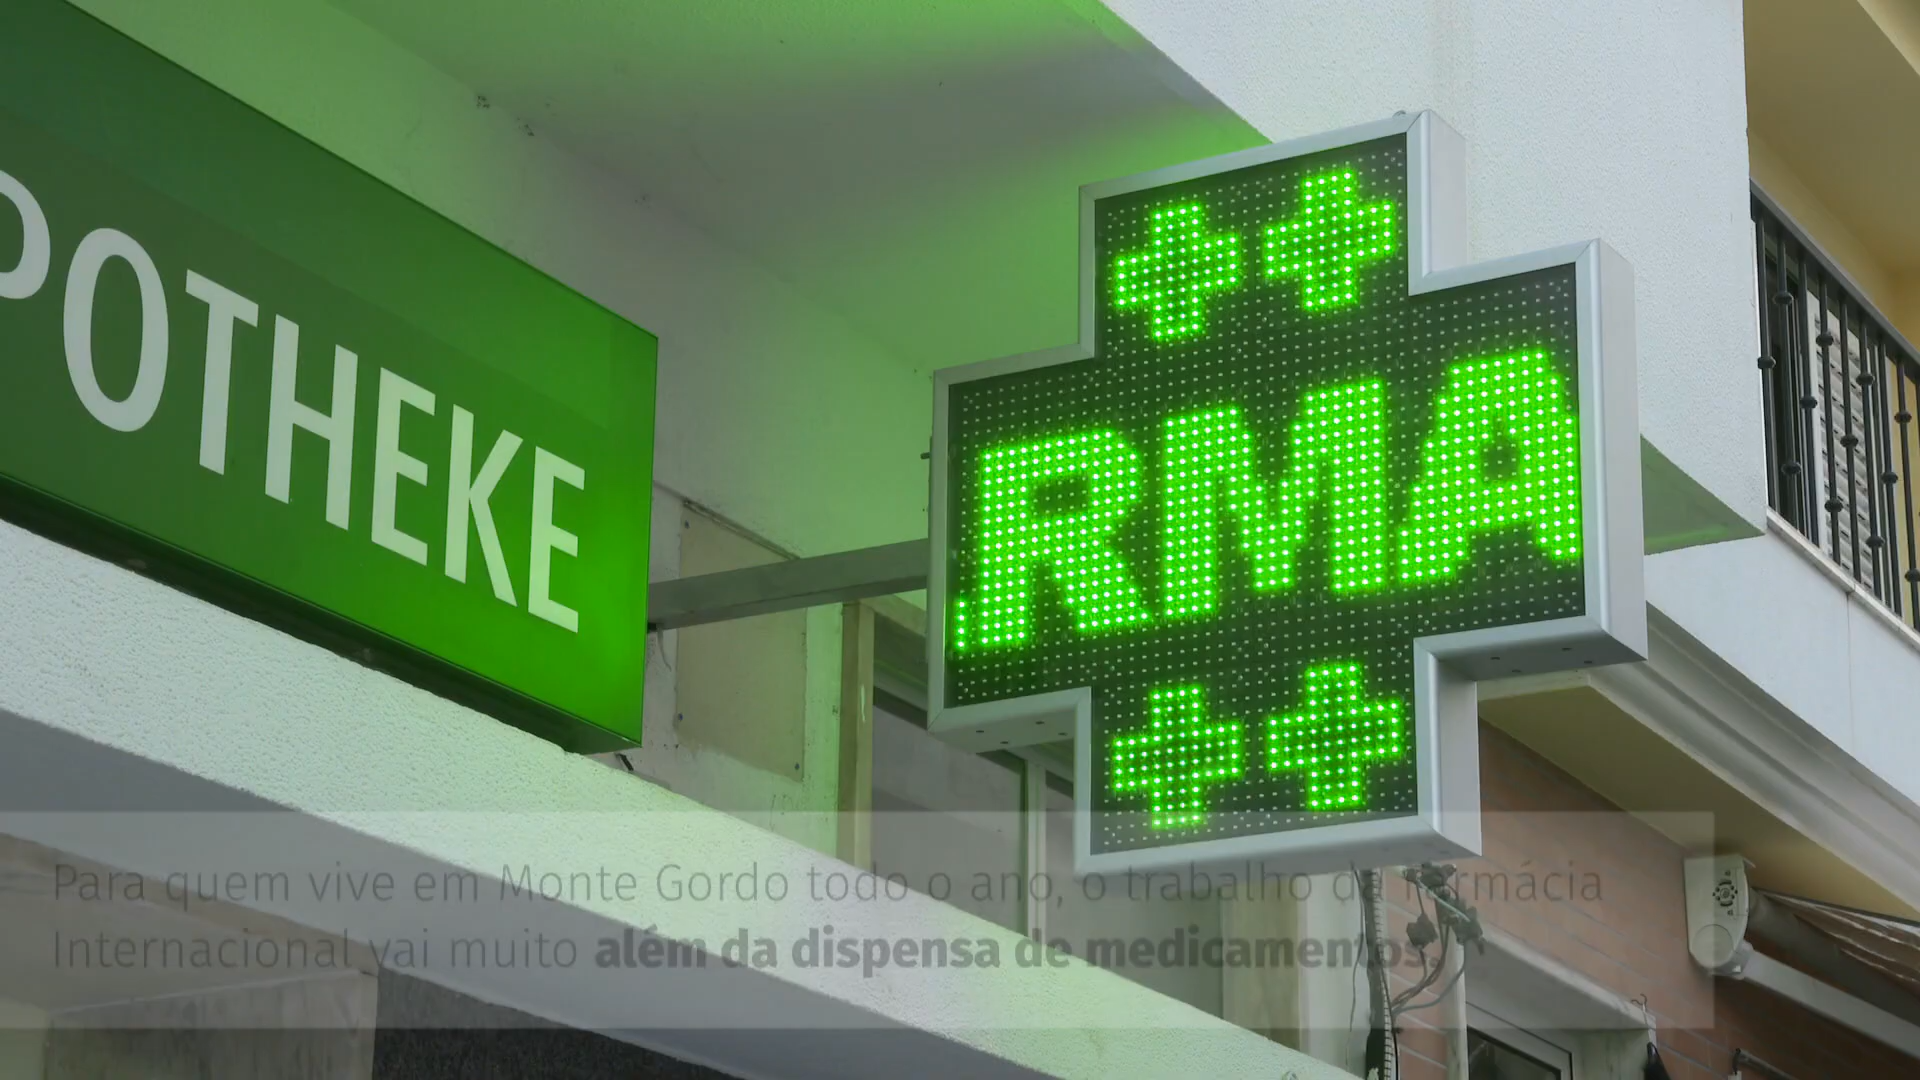 POTHEKE
RMA
Para quem vive em Monte Gordo todo o ano, o trabalho da Farmácia
Internacional vai muito além da dispensa de medicamentos.